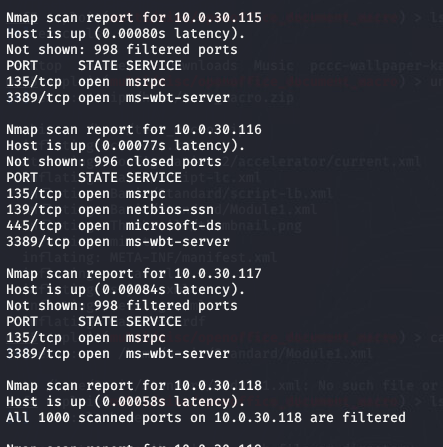 Nmap scan report for 10.0.30.115
Host is up (0.00080s latency).
Not shown: 998 filtered ports
PORT     STATE SERVICE
135/tcp  open  msrpc
3389/tcp open  ms-wbt-server
Nmap scan report for 10.0.30.116
Host is up (0.00077s latency).
Not shown: 996 closed ports
PORT     STATE SERVICE
135/tcp  open  msrpc
139/tcp  open  netbios-ssn
445/tcp  open  microsoft-ds
3389/tcp open  ms-wbt-server
Nmap scan report for 10.0.30.117
Host is up (0.00084s latency).
Not shown: 998 filtered ports
PORT     STATE SERVICE
135/tcp  open  msrpc
3389/tcp open  ms-wbt-server
Nmap scan report for 10.0.30.118
Host is up (0.00058s latency).
All 1000 scanned ports on 10.0.30.118 are filtered